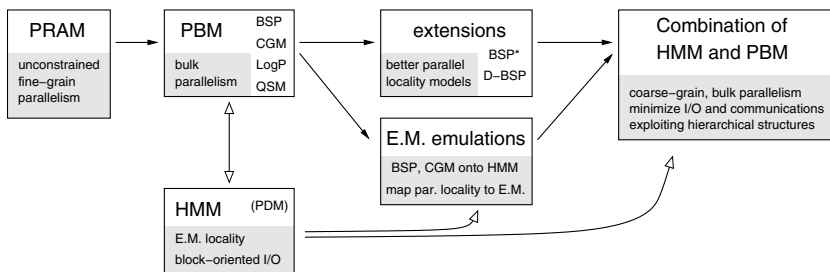 PRAM
unconstrained
fine−grain
parallelism
PBM
bulk
parallelism
BSP
CGM
LogP
QSM
extensions
better parallel
locality models
BSP*
D−BSP
Combination of
HMM and PBM
coarse−grain, bulk parallelism
minimize I/O and communications
exploiting hierarchical structures
E.M. emulations
BSP, CGM onto HMM
map par. locality to E.M.
HMM (PDM)
E.M. locality
block−oriented I/O